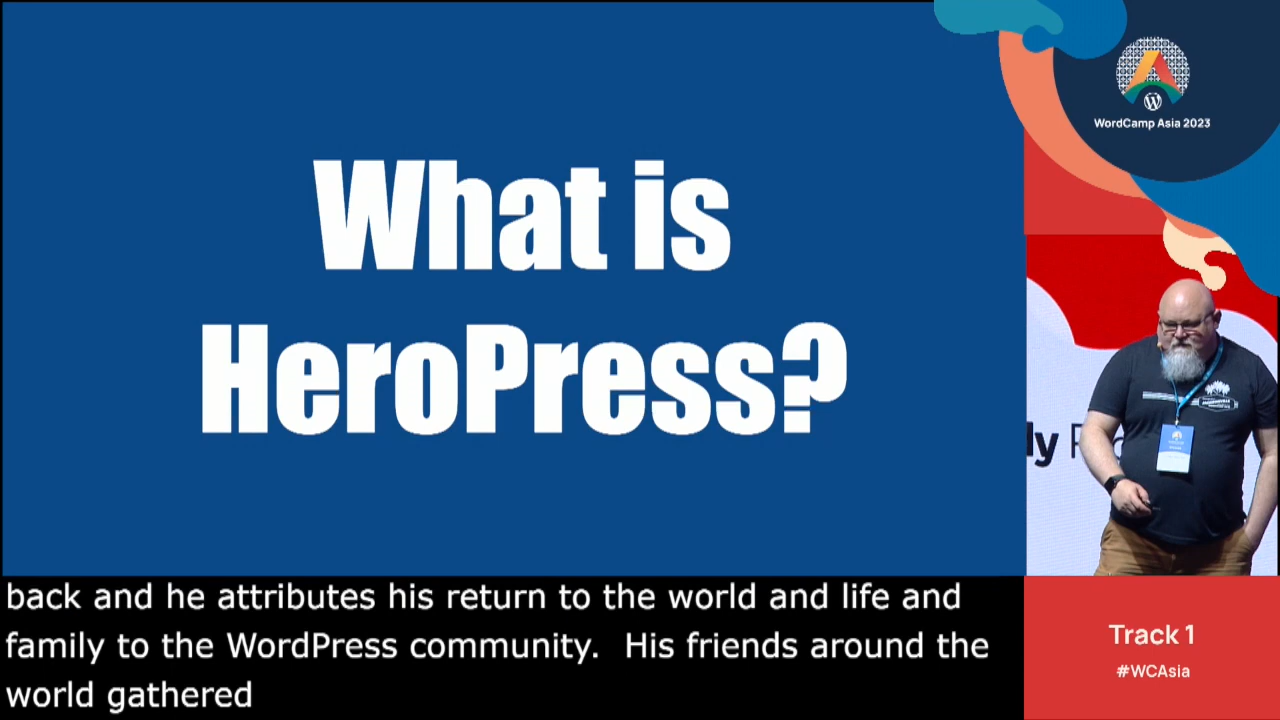 What is
HeroPress?
WordCamp Asia 2023
back and he attributes his return to the world and life and
family to the WordPress community.  His friends around the
world gathered
Track 1
#WCAsia